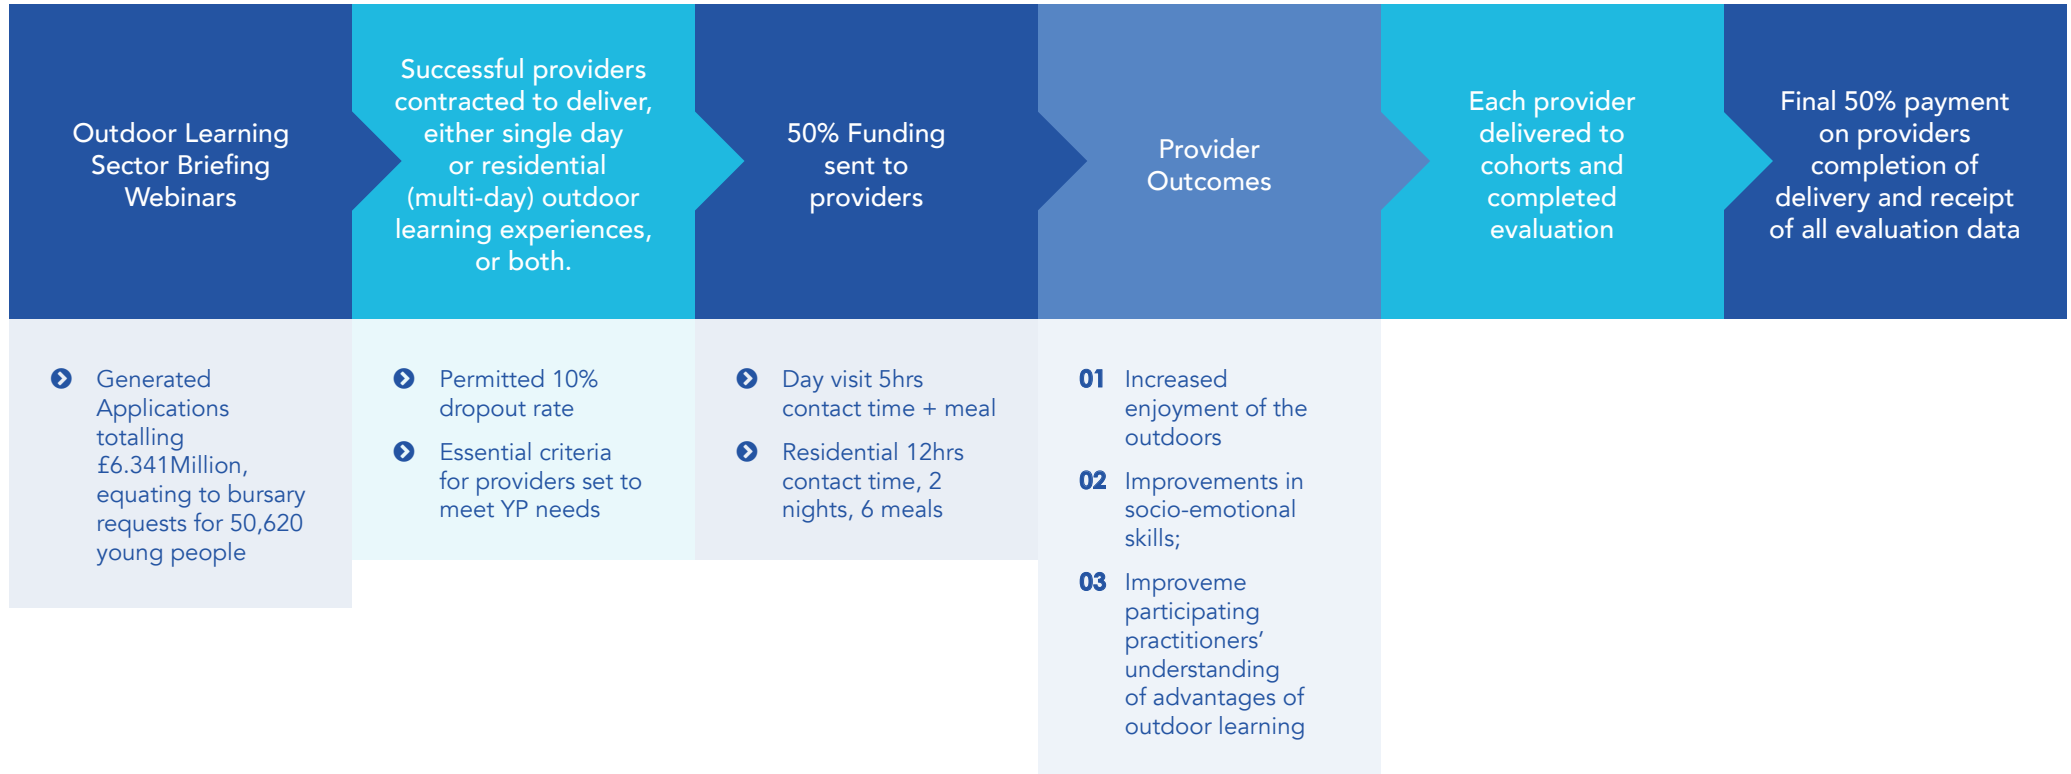 Outdoor Learning
Sector Briefing
Webinars
Successful providers
contracted to deliver,
either single day
or residential
(multi-day) outdoor
learning experiences,
or both.
50% Funding
sent to
providers
Provider
Outcomes
Each provider
delivered to
cohorts and
completed
evaluation
Final 50% payment
on providers
completion of
delivery and receipt
of all evaluation data
Generated
Applications
totalling
£6.341Million,
equating to bursary
requests for 50,620
young people
Permitted 10%
dropout rate
Essential criteria
for providers set to
meet YP needs
Day visit 5hrs
contact time + meal
Residential 12hrs
contact time, 2
nights, 6 meals
01 Increased
enjoyment of the
outdoors
02 Improvements in
socio-emotional
skills;
03 Improveme
participating
practitioners’
understanding
of advantages of
outdoor learning